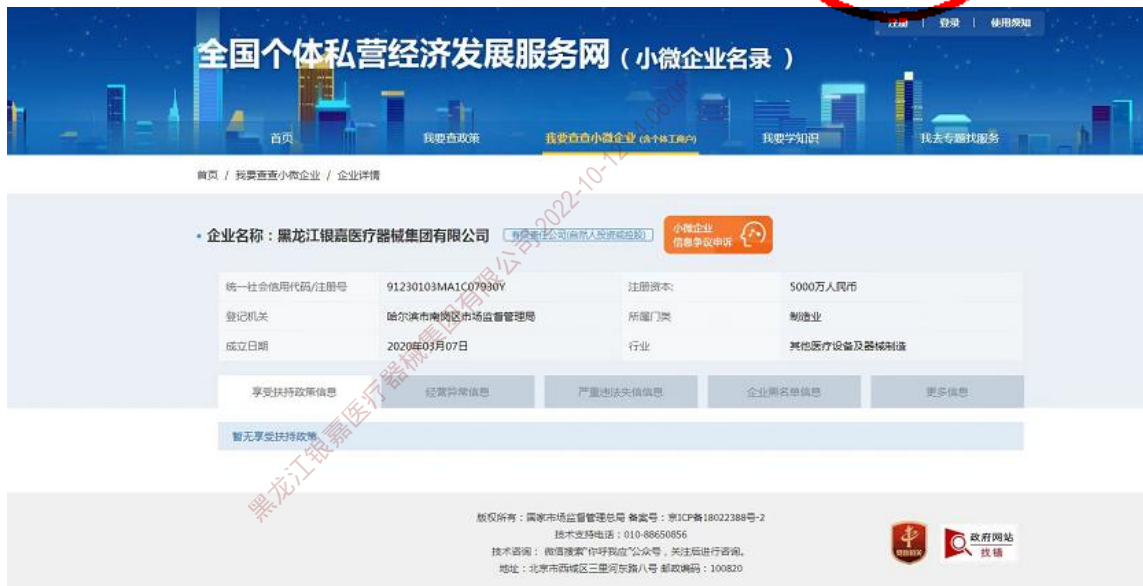 注册 | 登录 | 使用须知
全国个体私营经济发展服务网（小微企业名录）
首页 我要查政策 我要查查小微企业 (含个体工商户) 我要学知识 我去专题找服务
首页 / 我要查查小微企业 / 企业详情
• 企业名称：黑龙江银嘉医疗器械集团有限公司 有限责任公司(自然人投资或控股) 小微企业
信息争议申诉
统一社会信用代码/注册号 91230103MA1C07930Y 注册资本: 5000万人民币
登记机关 哈尔滨市南岗区市场监督管理局 所属门类 制造业
成立日期 2020年03月07日 行业 其他医疗设备及器械制造
享受扶持政策信息 经营异常信息 严重违法失信信息 企业黑名单信息 更多信息
暂无享受扶持政策
黑龙江银嘉医疗器械集团有限公司2022-10-12
版权所有：国家市场监督管理总局 备案号：京ICP备18022388号-2
技术支持电话：010-88650856
技术咨询： 微信搜索"你呼我应"公众号，关注后进行咨询。
地址：北京市西城区三里河东路八号 邮政编码：100820
党政机关
政府网站
找错